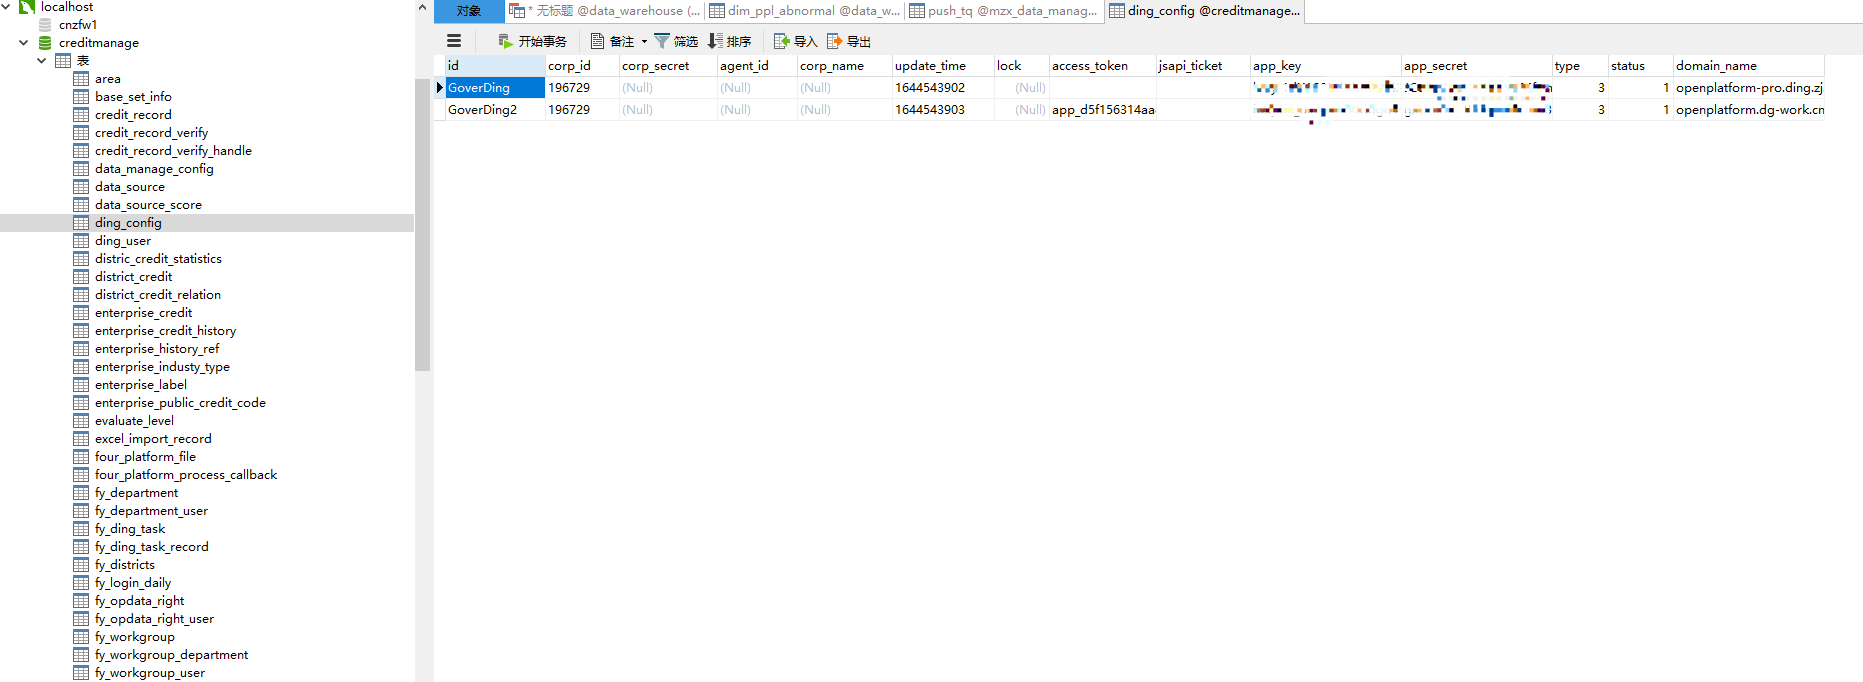 localhost
cnzfw1
creditmanage
表
area
base_set_info
credit_record
credit_record_verify
credit_record_verify_handle
data_manage_config
data_source
data_source_score
ding_config
ding_user
distric_credit_statistics
district_credit
district_credit_relation
enterprise_credit
enterprise_credit_history
enterprise_history_ref
enterprise_industy_type
enterprise_label
enterprise_public_credit_code
evaluate_level
excel_import_record
four_platform_file
four_platform_process_callback
fy_department
fy_department_user
fy_ding_task
fy_ding_task_record
fy_districts
fy_login_daily
fy_opdata_right
fy_opdata_right_user
fy_workgroup
fy_workgroup_department
fy_workgroup_user
对象 * 无标题 @data_warehouse (... dim_ppl_abnormal @data_w... push_tq @mzx_data_manag... ding_config @creditmanage...
开始事务 备注 筛选 排序 导入 导出
id corp_id corp_secret agent_id corp_name update_time lock access_token jsapi_ticket app_key app_secret type status domain_name
GoverDing 196729 (Null) (Null) (Null) 1644543902 (Null) 3 1 openplatform-pro.ding.zj
GoverDing2 196729 (Null) (Null) (Null) 1644543903 (Null) app_d5f156314aa 3 1 openplatform.dg-work.cn